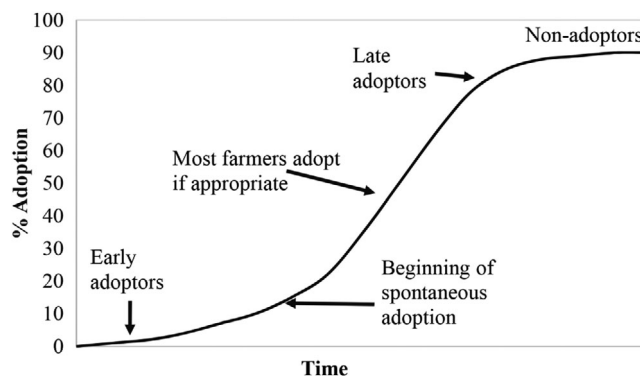 100
90
80
70
60
50
40
30
20
10
0
% Adoption
Non-adoptors
Late
adoptors
Most farmers adopt
if appropriate
Early
adoptors
Beginning of
spontaneous
adoption
Time